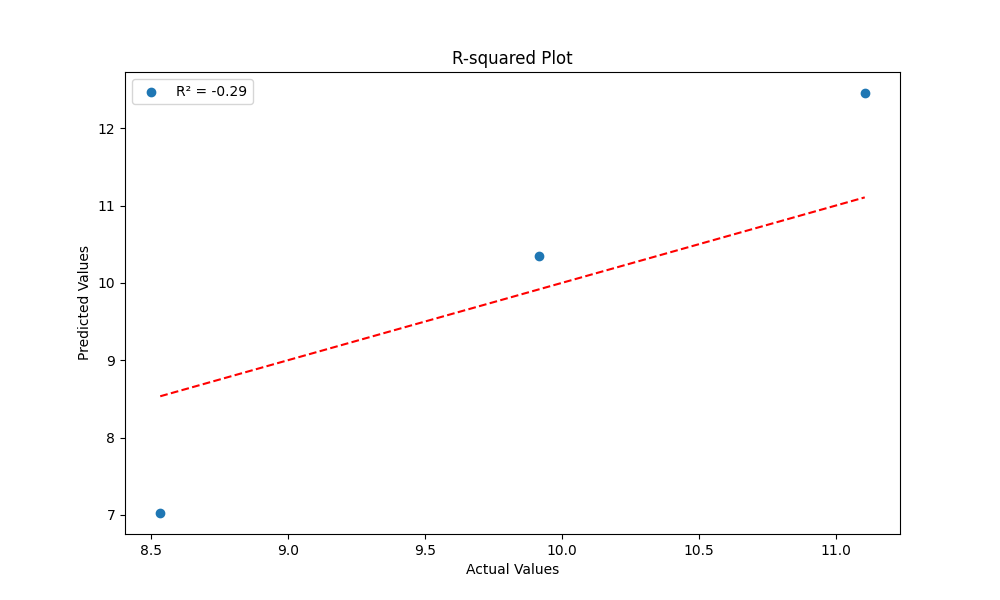 R-squared Plot
R² = -0.29
12
11
10
9
8
7
Predicted Values
8.5 9.0 9.5 10.0 10.5 11.0
Actual Values